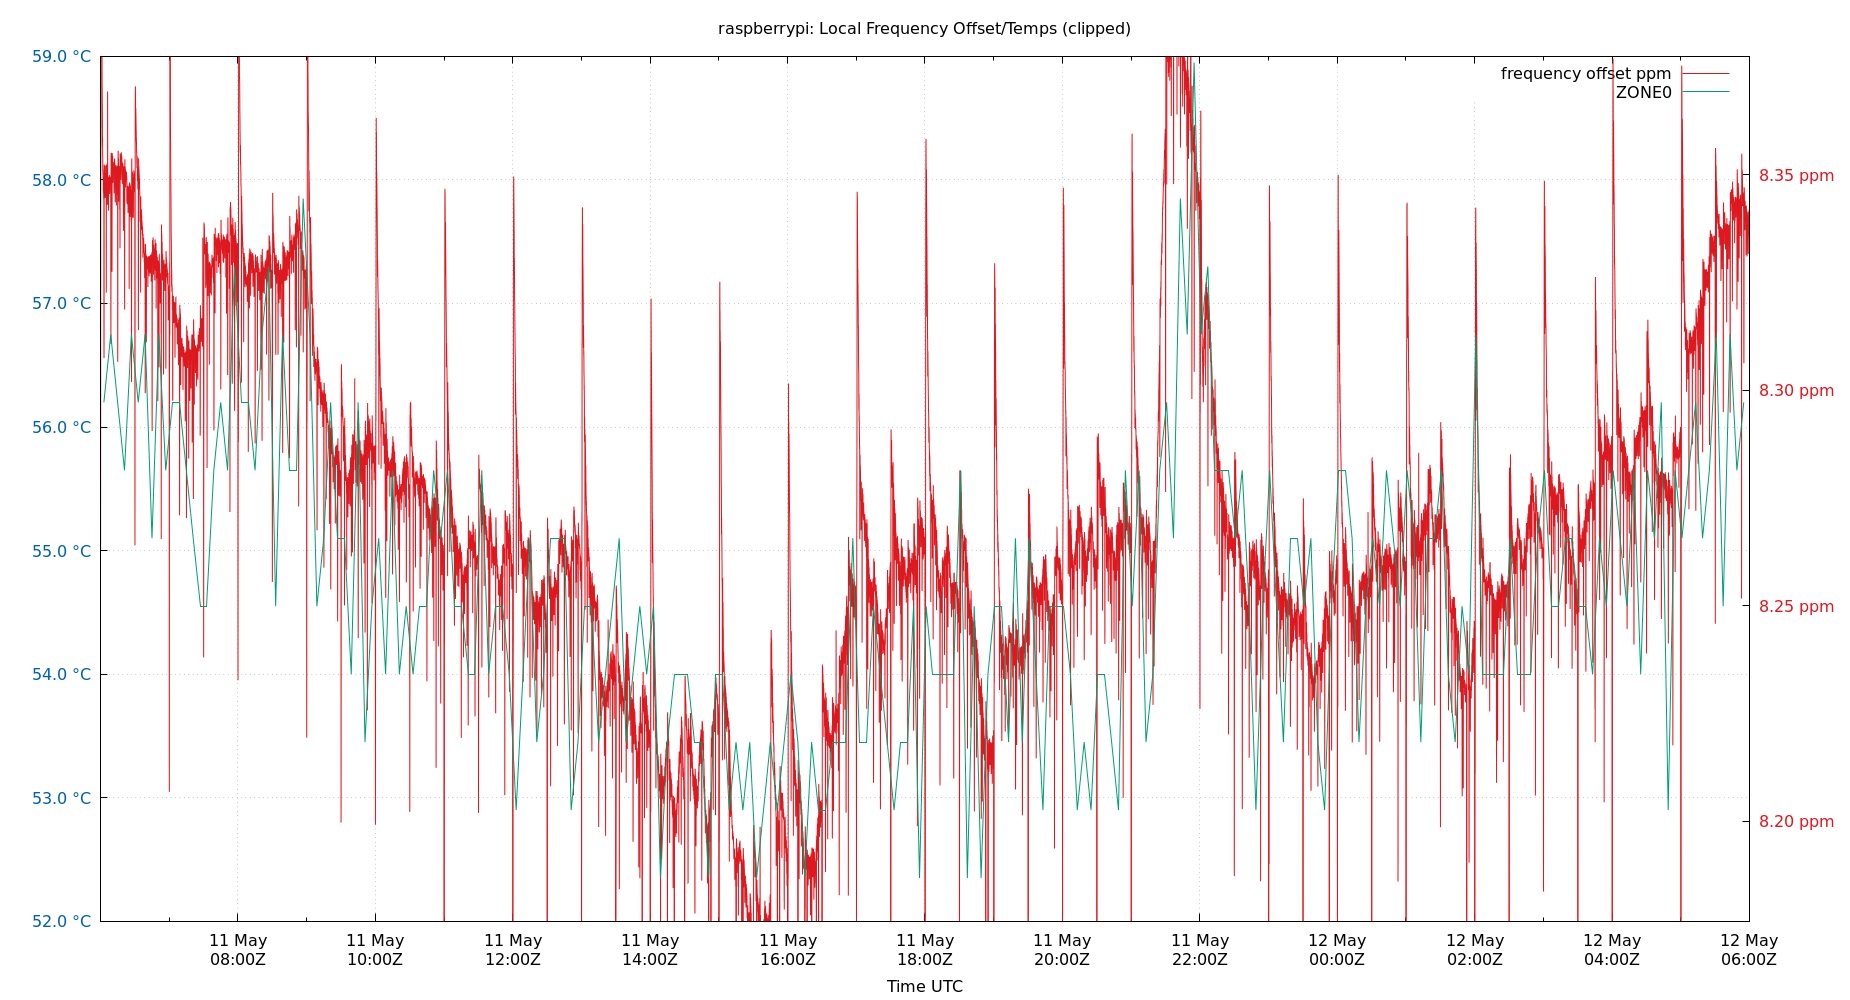 raspberrypi: Local Frequency Offset/Temps (clipped)
59.0 °C
58.0 °C
57.0 °C
56.0 °C
55.0 °C
54.0 °C
53.0 °C
52.0 °C
frequency offset ppm
ZONE0
8.35 ppm
8.30 ppm
8.25 ppm
8.20 ppm
11 May
08:00Z
11 May
10:00Z
11 May
12:00Z
11 May
14:00Z
11 May
16:00Z
11 May
18:00Z
11 May
20:00Z
11 May
22:00Z
12 May
00:00Z
12 May
02:00Z
12 May
04:00Z
12 May
06:00Z
Time UTC